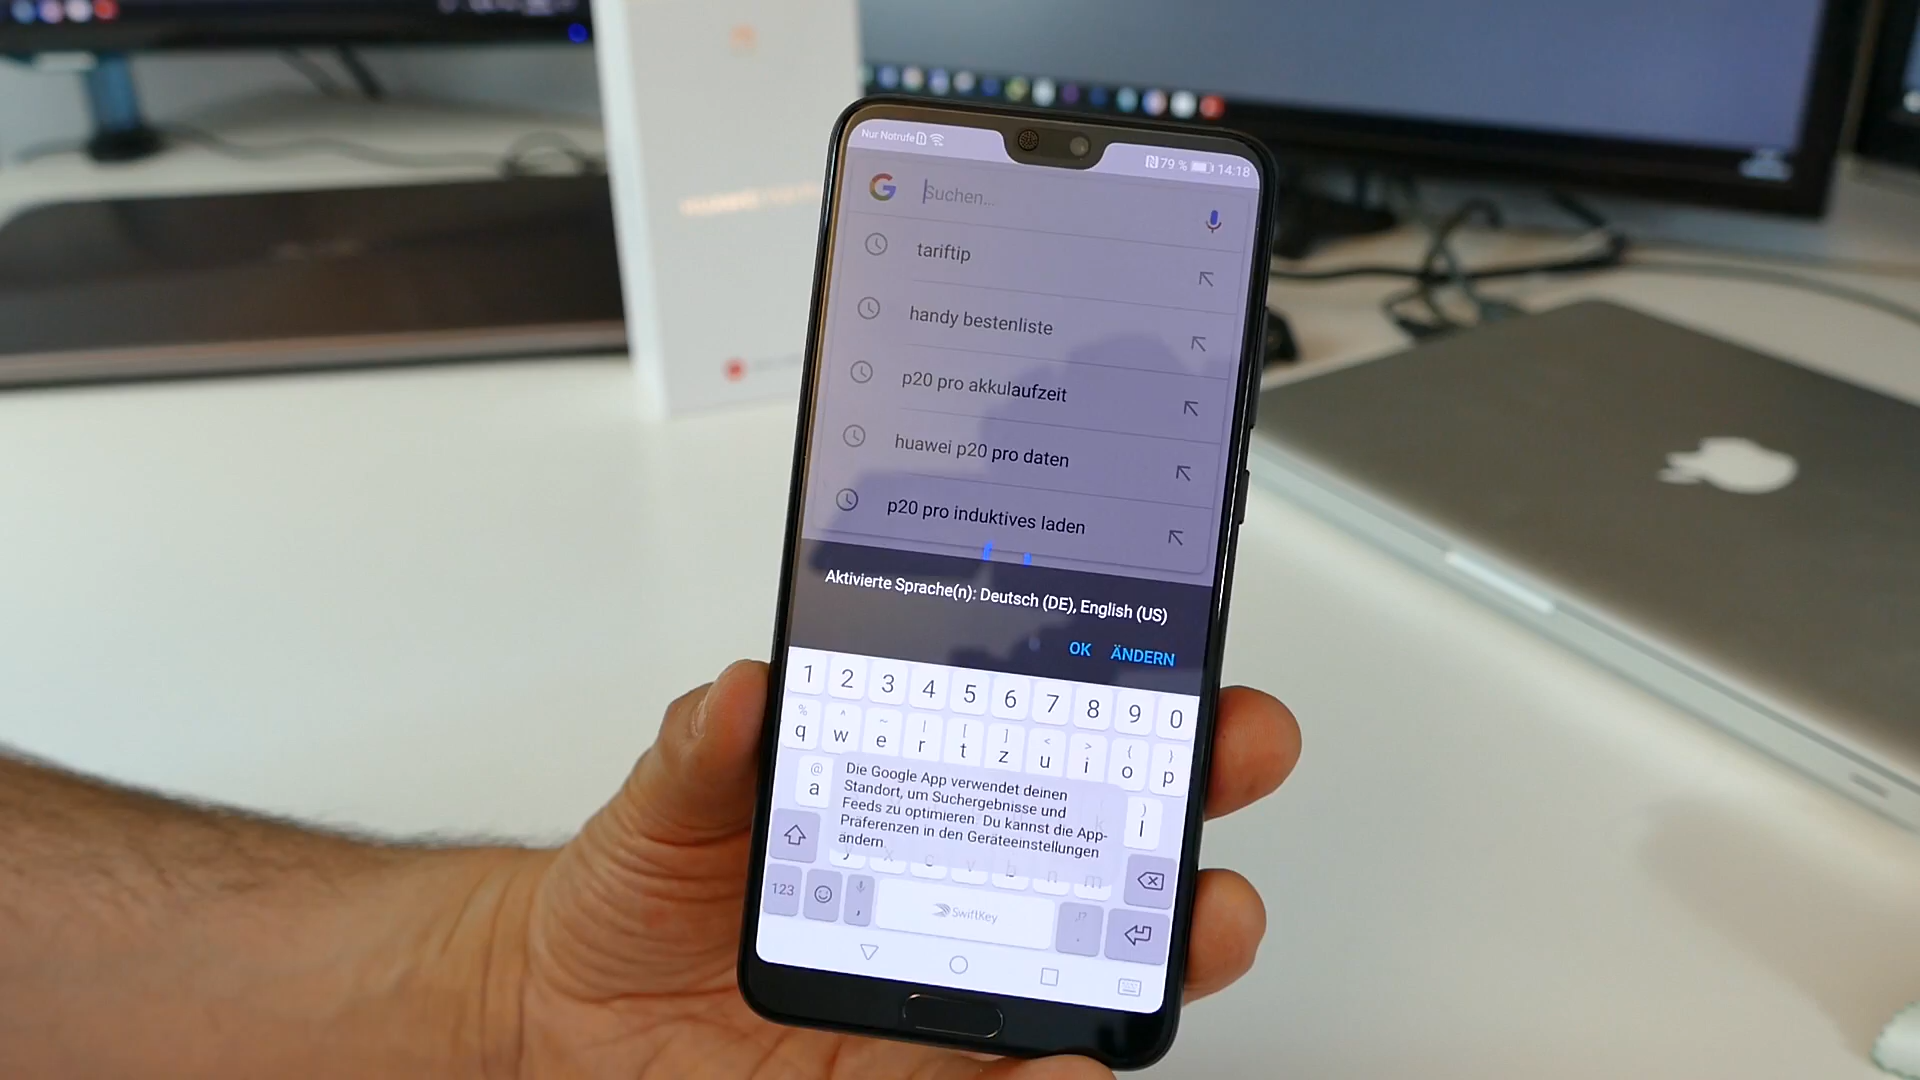 Nur Notrufe
79 % 14:18
Suchen...
tariftip
handy bestenliste
p20 pro akkulaufzeit
huawei p20 pro daten
p20 pro induktives laden
Aktivierte Sprache(n): Deutsch (DE), English (US)
OK ÄNDERN
1 2 3 4 5 6 7 8 9 0
% ^ ~ | [ ] < > { }
q w e r t z u i o p
@ )
a l
Die Google App verwendet deinen
Standort, um Suchergebnisse und
Feeds zu optimieren. Du kannst die App-
Präferenzen in den Geräteeinstellungen
ändern.
y x c v b n m
123 , SwiftKey .